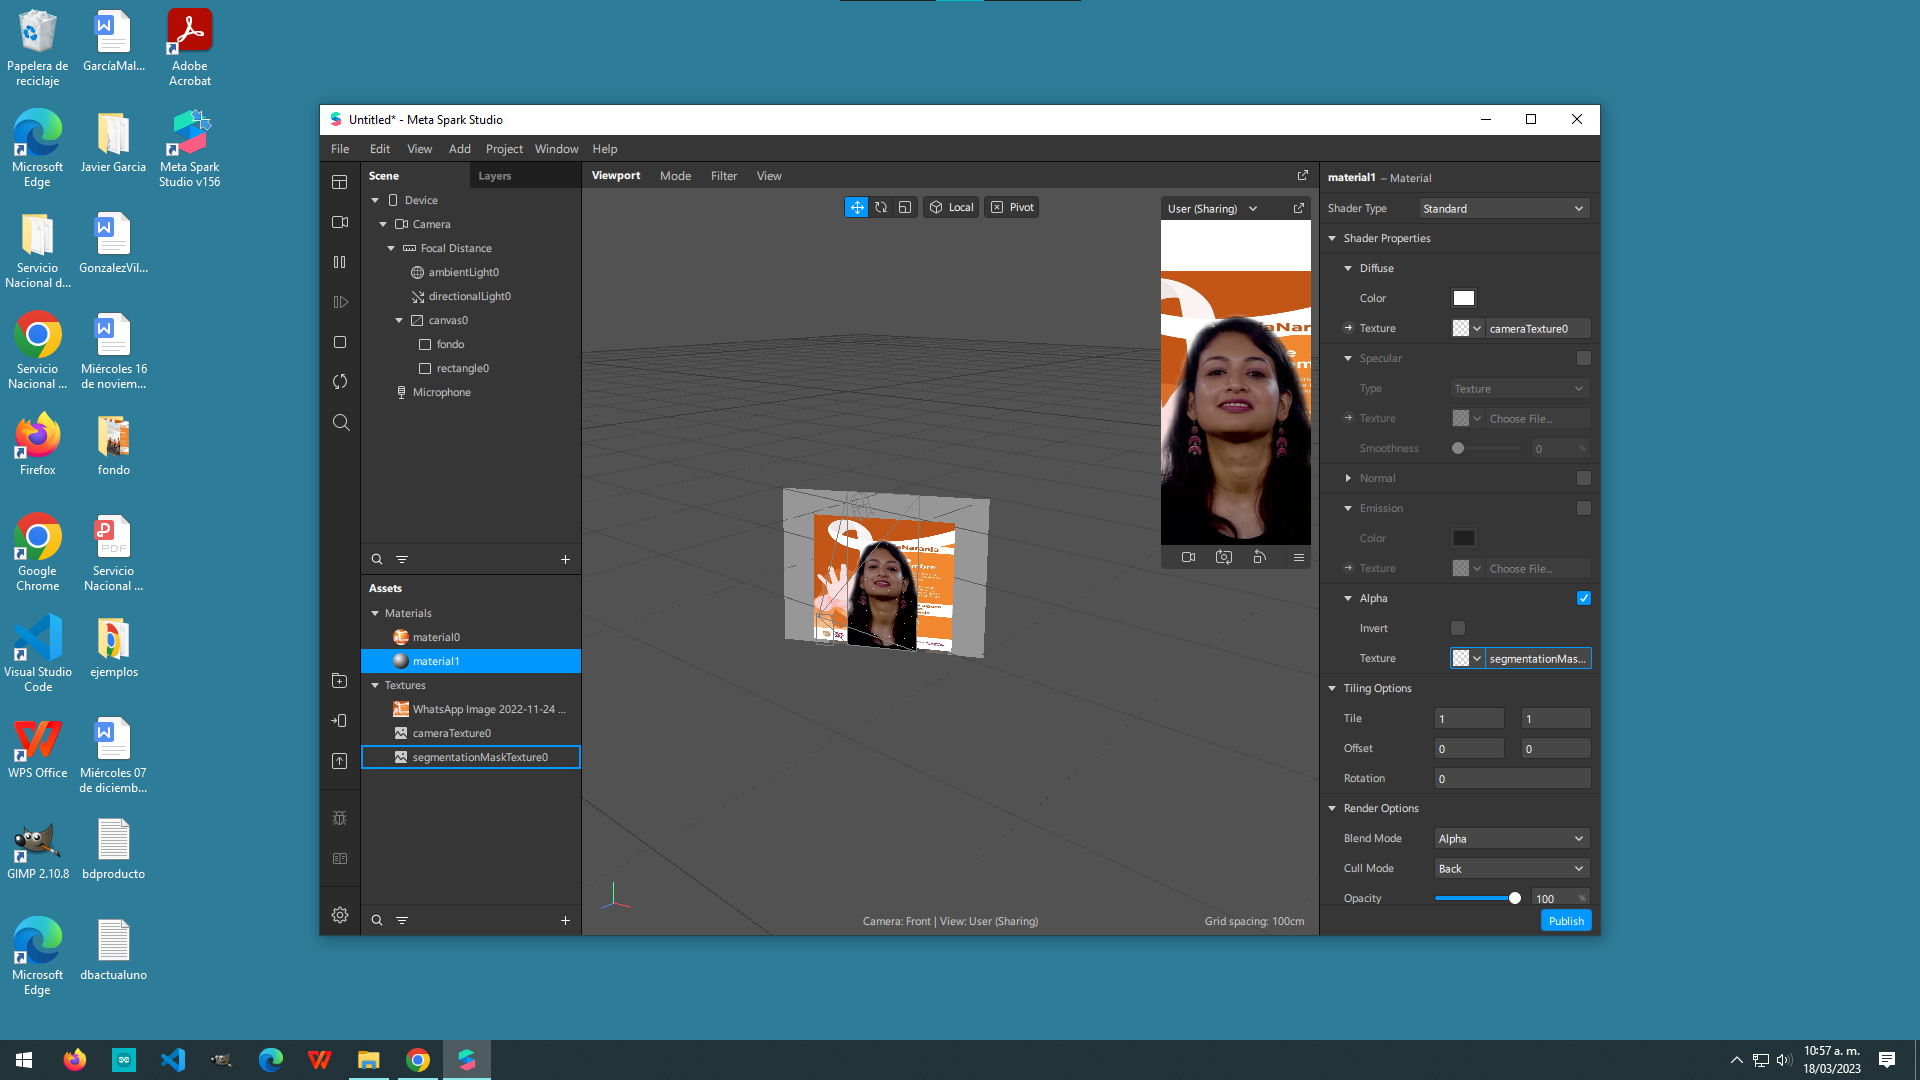 Papelera de
reciclaje
GarcíaMal...
Adobe
Acrobat
Microsoft
Edge
Javier Garcia
Meta Spark
Studio v156
Servicio
Nacional d...
GonzalezVil...
Servicio
Nacional ...
Miércoles 16
de noviem...
Firefox
fondo
Google
Chrome
Servicio
Nacional ...
Visual Studio
Code
ejemplos
WPS Office
Miércoles 07
de diciemb...
GIMP 2.10.8
bdproducto
Microsoft
Edge
dbactualuno
Untitled* - Meta Spark Studio
File Edit View Add Project Window Help
Scene Layers
Device
Camera
Focal Distance
ambientLight0
directionalLight0
canvas0
fondo
rectangle0
Microphone
Assets
Materials
material0
material1
Textures
WhatsApp Image 2022-11-24 ...
cameraTexture0
segmentationMaskTexture0
Viewport Mode Filter View
Local Pivot
User (Sharing)
Camera: Front | View: User (Sharing)
Grid spacing: 100cm
material1 – Material
Shader Type Standard
Shader Properties
Diffuse
Color
Texture cameraTexture0
Specular
Type Texture
Texture Choose File...
Smoothness 0 %
Normal
Emission
Color
Texture Choose File...
Alpha
Invert
Texture segmentationMas...
Tiling Options
Tile 1 1
Offset 0 0
Rotation 0
Render Options
Blend Mode Alpha
Cull Mode Back
Opacity 100 %
Publish
10:57 a. m.
18/03/2023